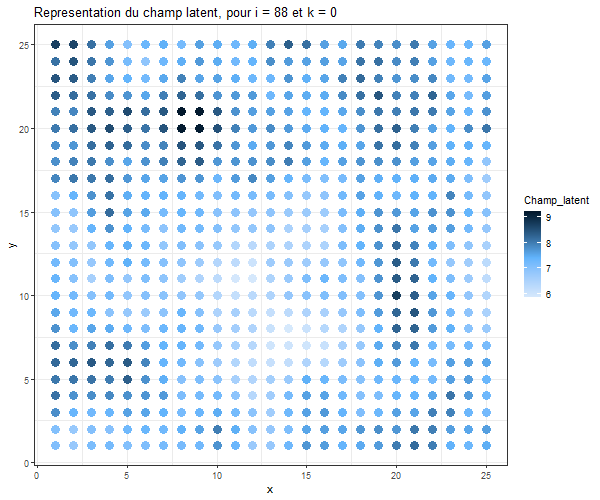 Representation du champ latent, pour i = 88 et k = 0
25
20
15
10
5
0
y
0 5 10 15 20 25
x
Champ_latent
9
8
7
6